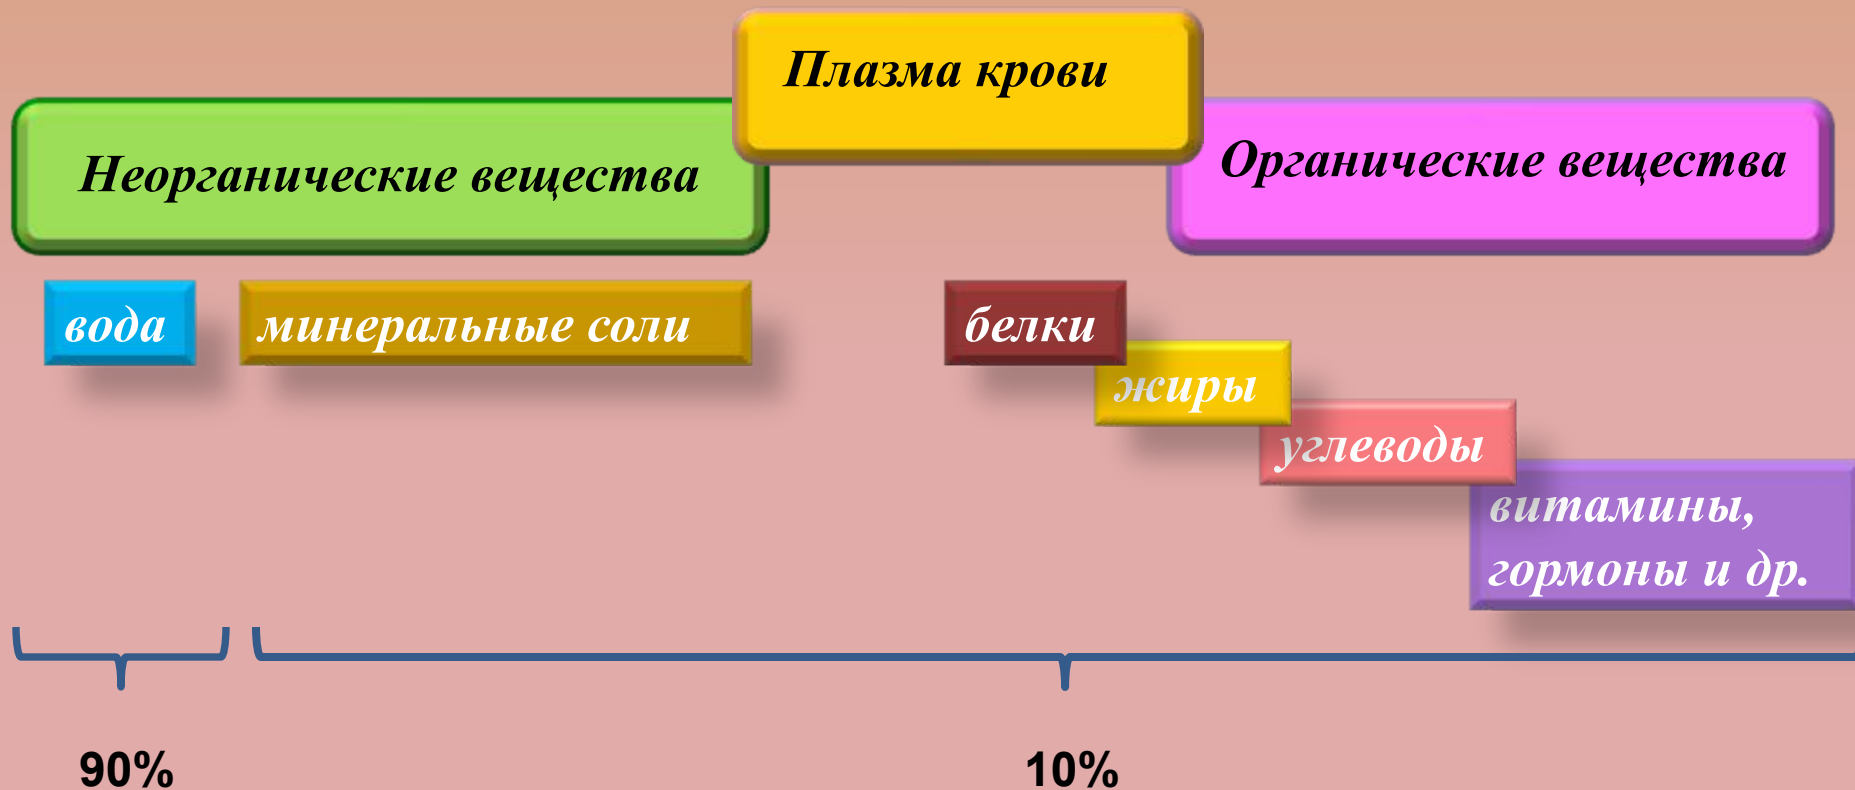 Плазма крови
Неорганические вещества
Органические вещества
вода
минеральные соли
белки
жиры
углеводы
витамины,
гормоны и др.
90%
10%